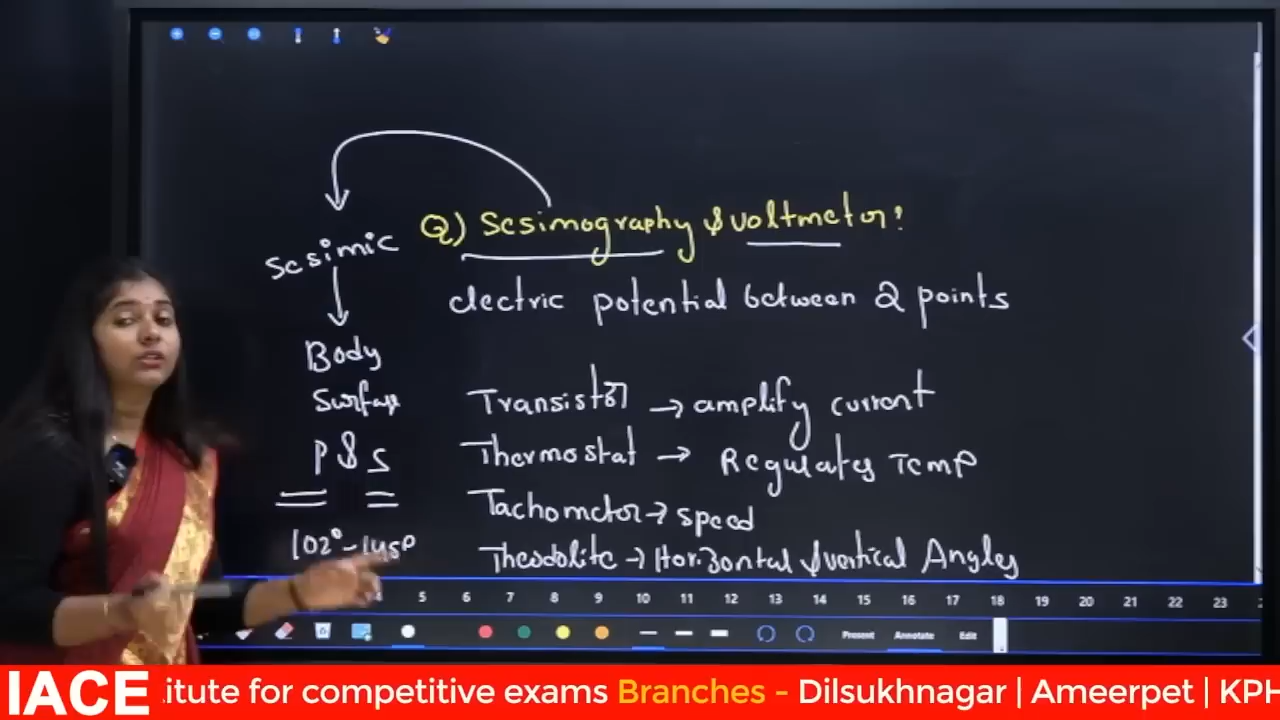 Q) Sesimography & voltmeter?
Sesimic
electric potential between 2 points
Body
Surface
Transistor → amplify current
P & S
Thermostat → Regulates Temp
Tachometer → speed
102° - 145°
Theodolite → Horizontal & vertical Angles
4 5 6 7 8 9 10 11 12 13 14 15 16 17 18 19 20 21 22 23
Present Annotate Edit
IACE itute for competitive exams Branches - Dilsukhnagar | Ameerpet | KPH